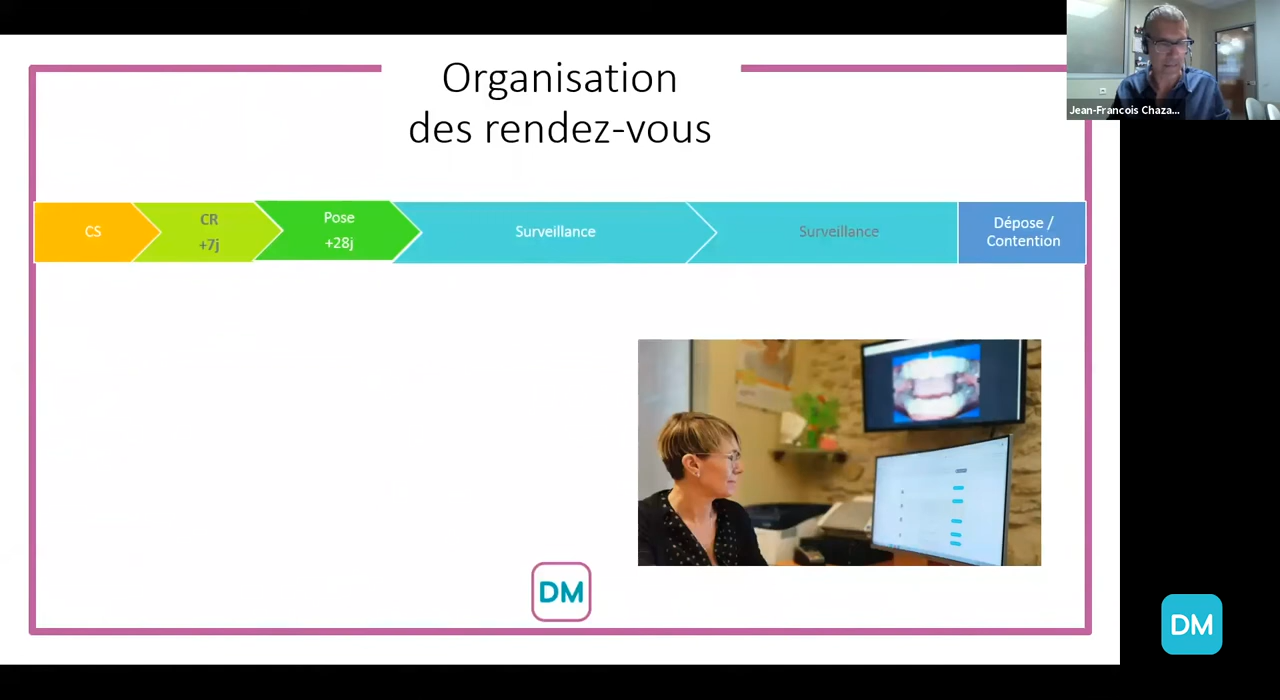 Organisation
des rendez-vous
Jean-Francois Chaza...
CS
CR
+7j
Pose
+28j
Surveillance
Surveillance
Dépose /
Contention
DM
DM